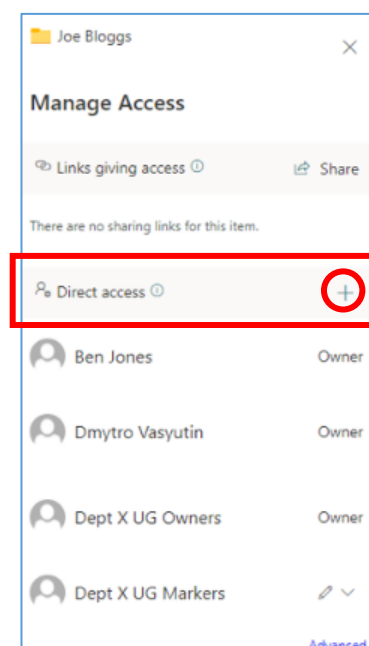 Joe Bloggs
Manage Access
Links giving access
Share
There are no sharing links for this item.
Direct access
Ben Jones Owner
Dmytro Vasyutin Owner
Dept X UG Owners Owner
Dept X UG Markers
Advanced